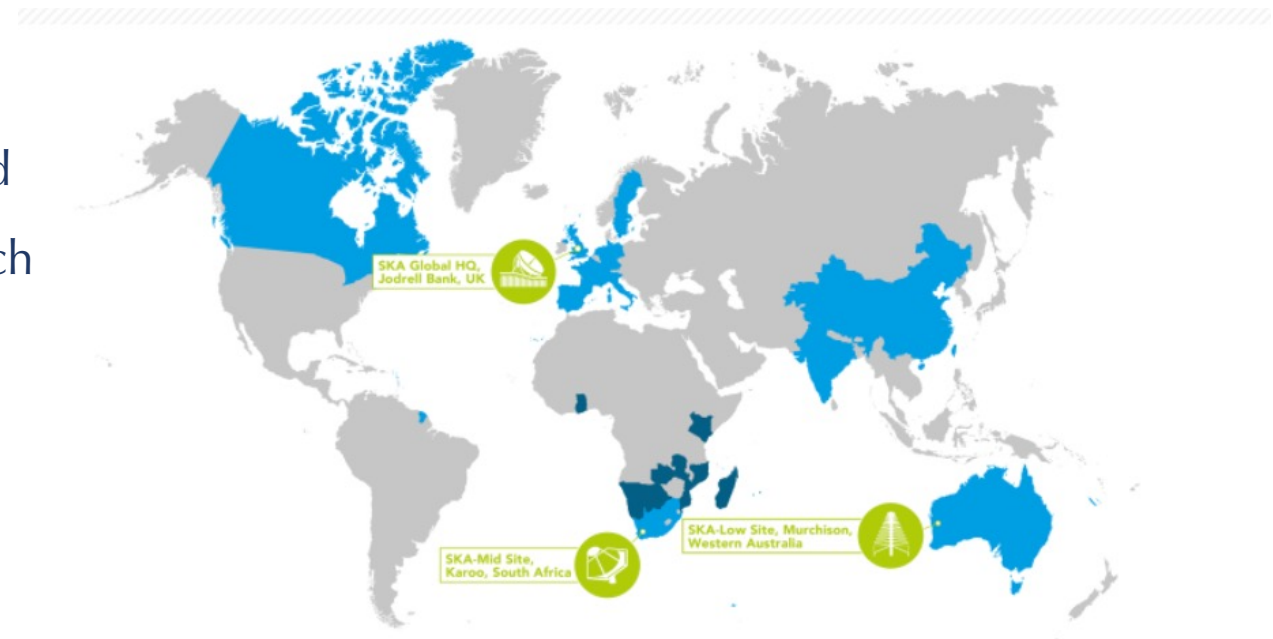 d
ch
SKA Global HQ,
Jodrell Bank, UK
SKA-Low Site, Murchison,
Western Australia
SKA-Mid Site,
Karoo, South Africa